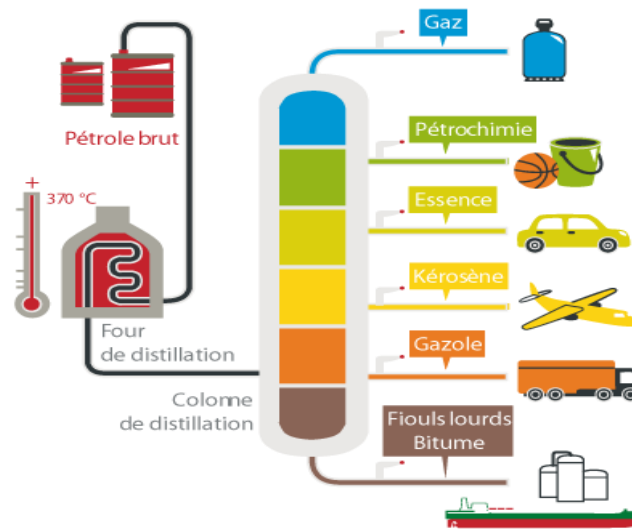 Gaz
Pétrole brut
Pétrochimie
+
370 °C
Essence
Kérosène
Four
de distillation
Gazole
Colonne
de distillation
Fiouls lourds
Bitume